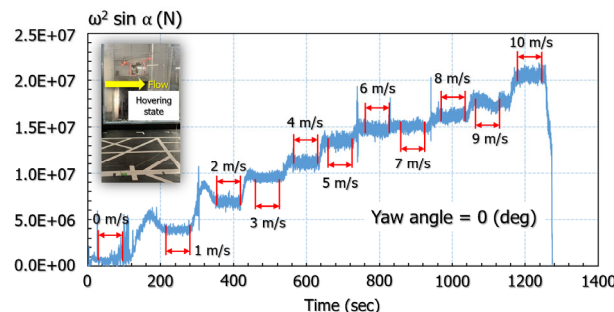 ω² sin α (N)
2.5E+07
2.0E+07
1.5E+07
1.0E+07
5.0E+06
0.0E+00
Flow
Hovering
state
0 m/s
1 m/s
2 m/s
3 m/s
4 m/s
5 m/s
6 m/s
7 m/s
8 m/s
9 m/s
10 m/s
Yaw angle = 0 (deg)
0
200
400
600
800
1000
1200
1400
Time (sec)